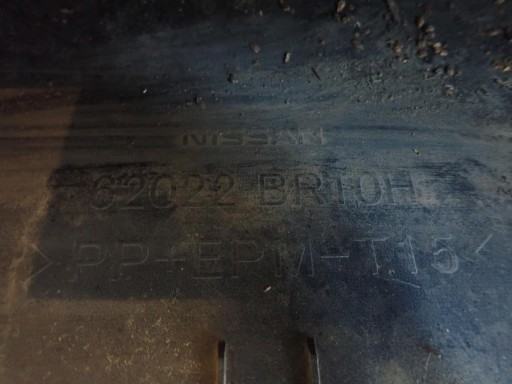 NISSAN
62022 BR10H
>PP-EPM-T15<